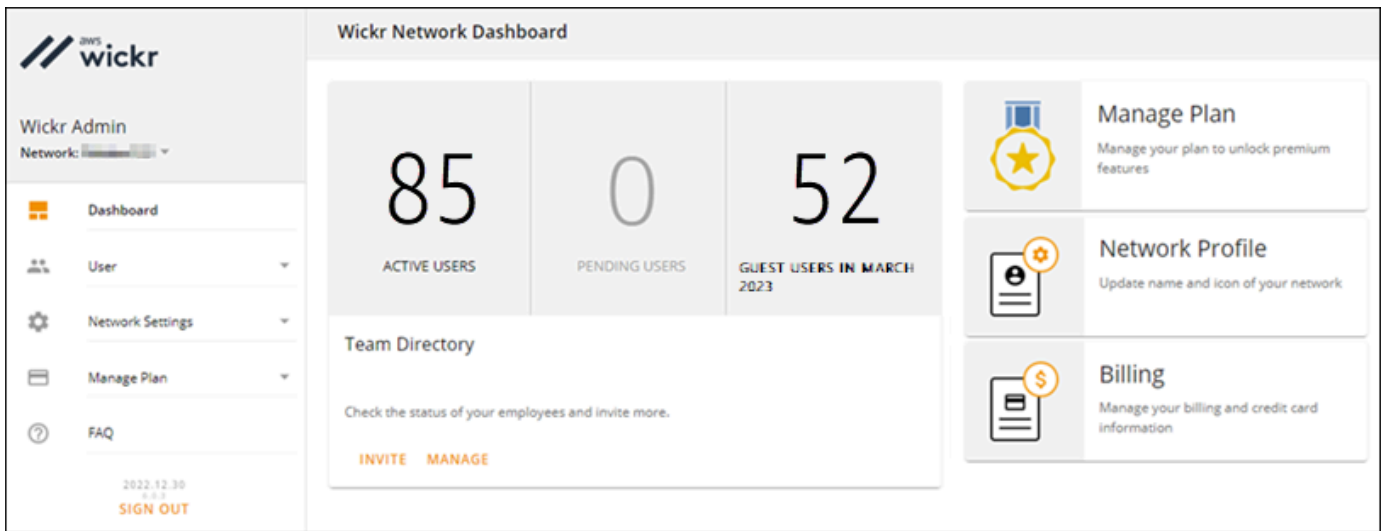 aws
wickr
Wickr Admin
Network:
Dashboard
User
Network Settings
Manage Plan
FAQ
2022.12.30
SIGN OUT
Wickr Network Dashboard
85
ACTIVE USERS
0
PENDING USERS
52
GUEST USERS IN MARCH
2023
Team Directory
Check the status of your employees and invite more.
INVITE MANAGE
Manage Plan
Manage your plan to unlock premium
features
Network Profile
Update name and icon of your network
$
Billing
Manage your billing and credit card
information